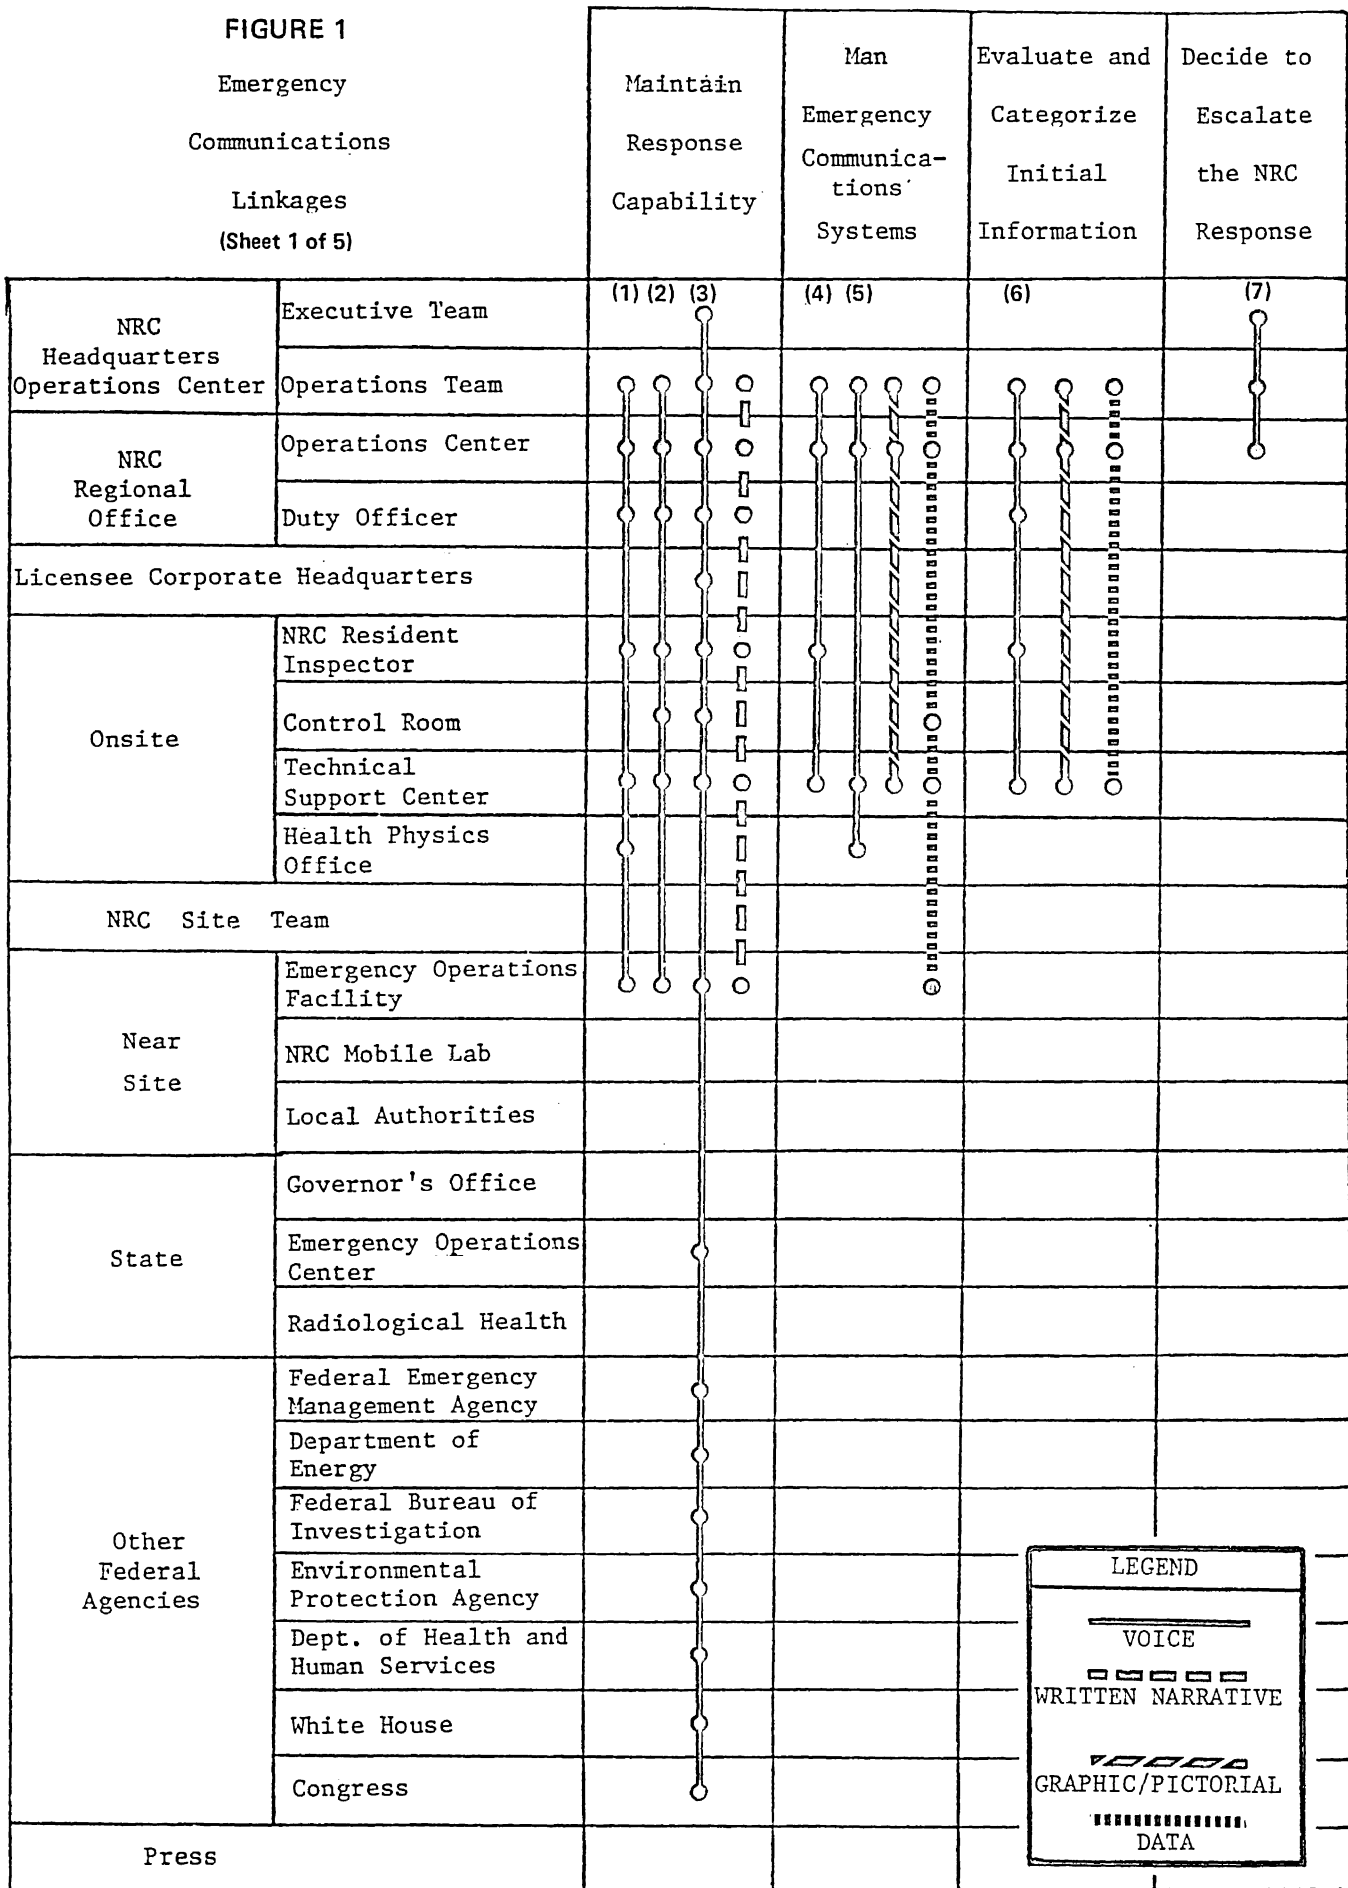 FIGURE 1
Emergency
Communications
Linkages
(Sheet 1 of 5)
Maintain
Response
Capability
Man
Emergency
Communica-
tions
Systems
Evaluate and
Categorize
Initial
Information
Decide to
Escalate
the NRC
Response
(1) (2) (3)
(4) (5)
(6)
(7)
NRC
Headquarters
Operations Center
Executive Team
Operations Team
NRC
Regional
Office
Operations Center
Duty Officer
Licensee Corporate Headquarters
Onsite
NRC Resident
Inspector
Control Room
Technical
Support Center
Health Physics
Office
NRC Site Team
Near
Site
Emergency Operations
Facility
NRC Mobile Lab
Local Authorities
State
Governor's Office
Emergency Operations
Center
Radiological Health
Other
Federal
Agencies
Federal Emergency
Management Agency
Department of
Energy
Federal Bureau of
Investigation
Environmental
Protection Agency
Dept. of Health and
Human Services
White House
Congress
Press
LEGEND
VOICE
WRITTEN NARRATIVE
GRAPHIC/PICTORIAL
DATA